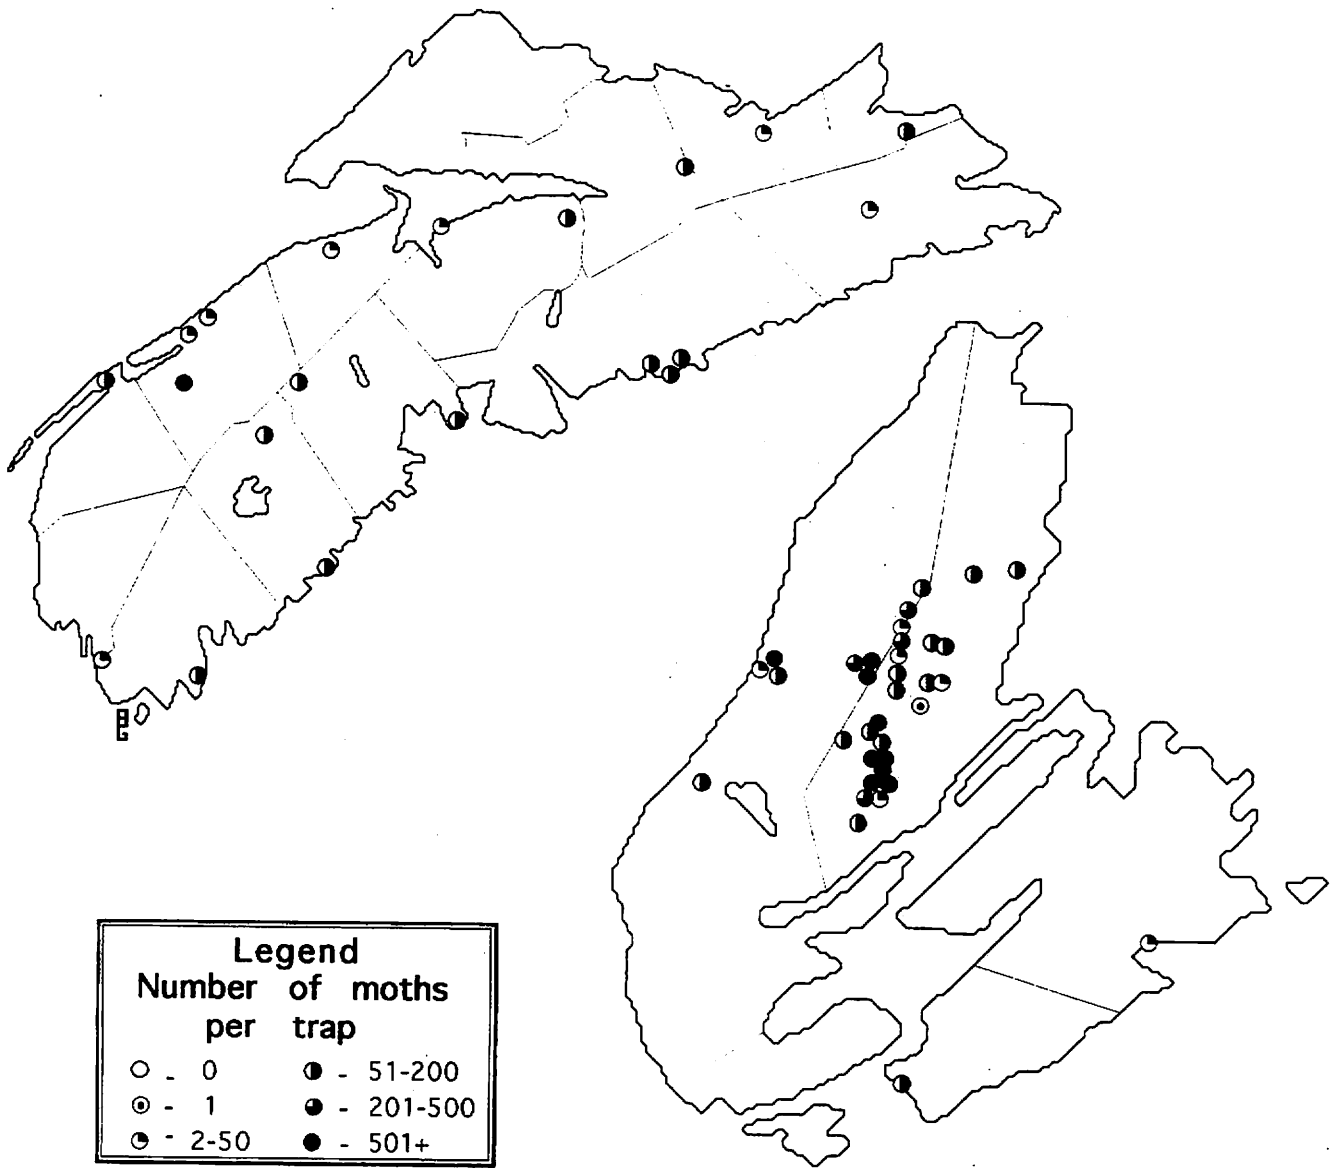 Legend
Number of moths
per trap
- 0
- 51-200
- 1
- 201-500
- 2-50
- 501+